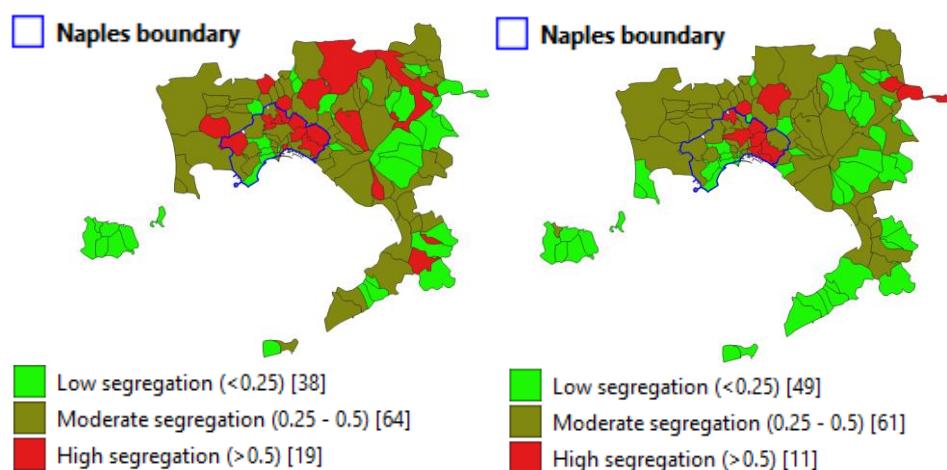 Naples boundary
Low segregation (<0.25) [38]
Moderate segregation (0.25 - 0.5) [64]
High segregation (>0.5) [19]
Naples boundary
Low segregation (<0.25) [49]
Moderate segregation (0.25 - 0.5) [61]
High segregation (>0.5) [11]